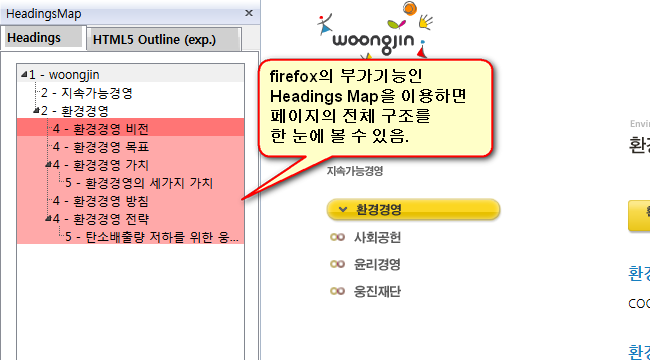 HeadingsMap
Headings
HTML5 Outline (exp.)
1 - woongjin
2 - 지속가능경영
2 - 환경경영
4 - 환경경영 비전
4 - 환경경영 목표
4 - 환경경영 가치
5 - 환경경영의 세가지 가치
4 - 환경경영 방침
4 - 환경경영 전략
5 - 탄소배출량 저하를 위한 웅...
firefox의 부가기능인
Headings Map을 이용하면
페이지의 전체 구조를
한 눈에 볼 수 있음.
woongjin
지속가능경영
환경경영
사회공헌
윤리경영
웅진재단
Envir
환경
환경
환경